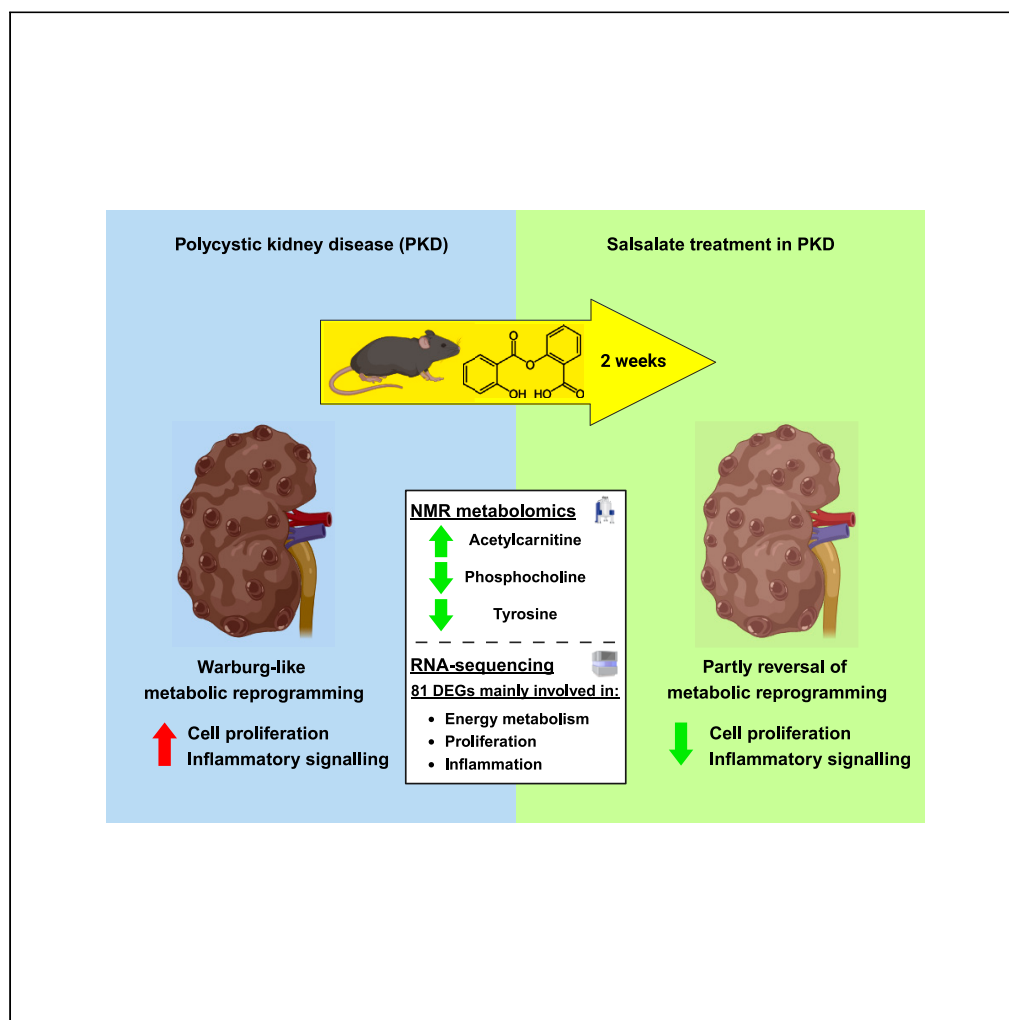 Polycystic kidney disease (PKD)
Salsalate treatment in PKD
O
O
OH
HO
O
2 weeks
NMR metabolomics
Acetylcarnitine
Phosphocholine
Tyrosine
RNA-sequencing
81 DEGs mainly involved in:
• Energy metabolism
• Proliferation
• Inflammation
Warburg-like
metabolic reprogramming
Cell proliferation
Inflammatory signalling
Partly reversal of
metabolic reprogramming
Cell proliferation
Inflammatory signalling